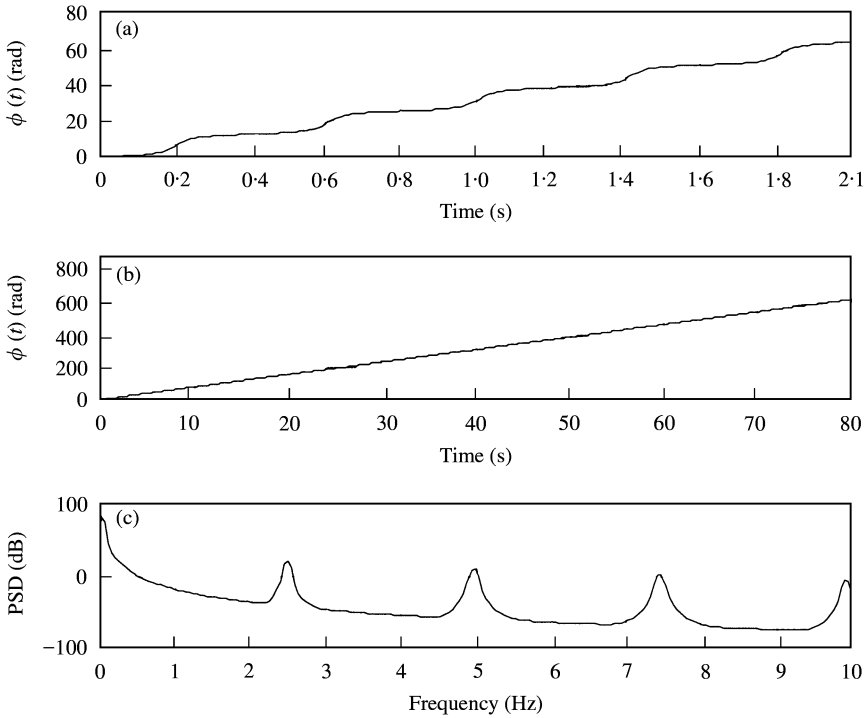 80
(a)
60
40
20
0
ϕ (t) (rad)
0 0·2 0·4 0·6 0·8 1·0 1·2 1·4 1·6 1·8 2·1
Time (s)
800
(b)
600
400
200
0
ϕ (t) (rad)
0 10 20 30 40 50 60 70 80
Time (s)
100
(c)
0
−100
PSD (dB)
0 1 2 3 4 5 6 7 8 9 10
Frequency (Hz)